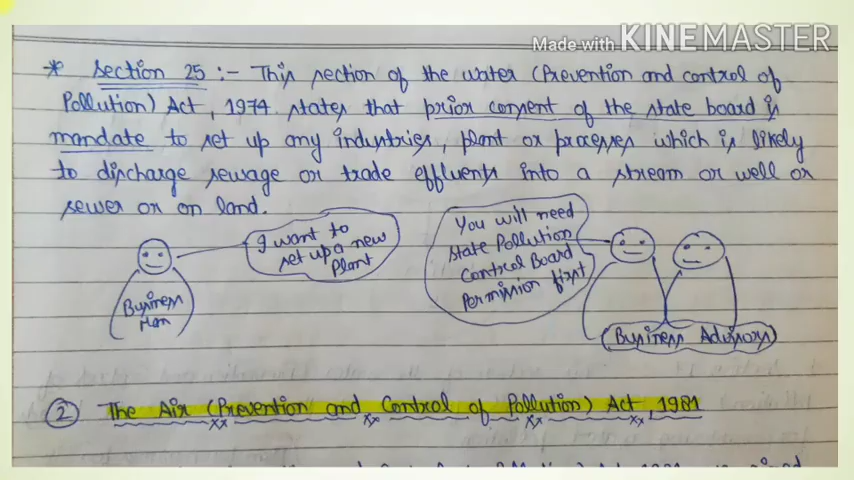 Made with KINEMASTER
* Section 25 :- This section of the water (Prevention and control of
Pollution) Act, 1974 states that prior consent of the state board is
mandate to set up any industries, plant or processes which is likely
to discharge sewage or trade effluents into a stream or well or
sewer or on land.
I want to
set up a new
Plant
Business
Man
You will need
State Pollution
Control Board
Permission first
Business Advisors
② The Air (Prevention and Control of Pollution) Act, 1981